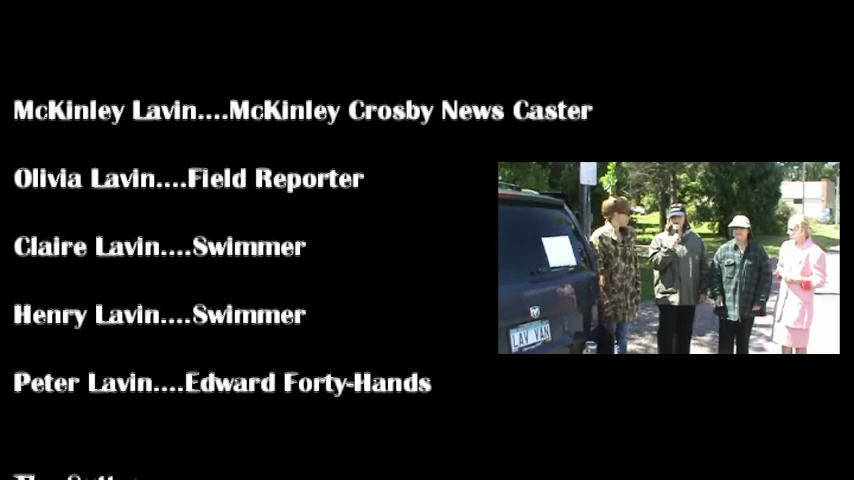 McKinley Lavin....McKinley Crosby News Caster
Olivia Lavin....Field Reporter
Claire Lavin....Swimmer
Henry Lavin....Swimmer
Peter Lavin....Edward Forty-Hands
LAV VAN